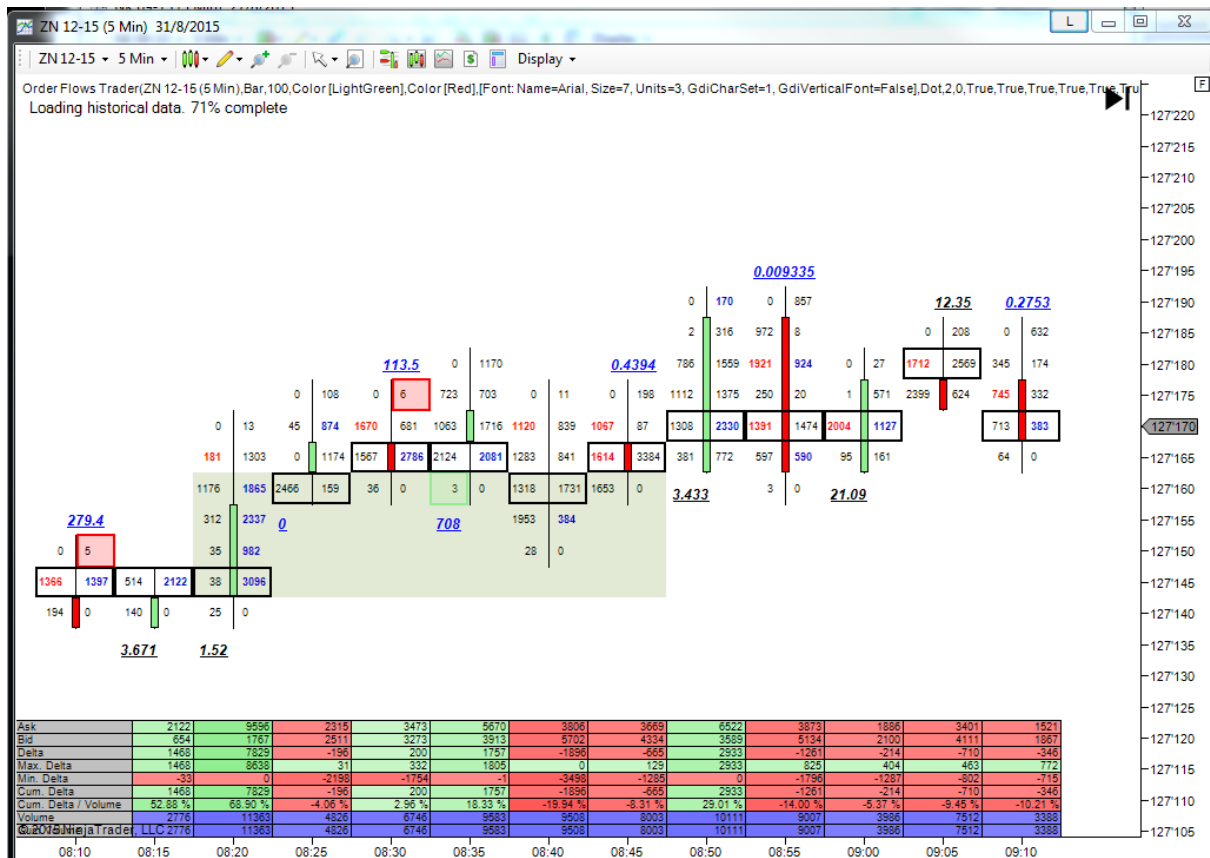 ZN 12-15 (5 Min) 31/8/2015 L
ZN 12-15 5 Min $ Display
Order Flows Trader(ZN 12-15 (5 Min),Bar,100,Color [LightGreen],Color [Red],[Font: Name=Arial, Size=7, Units=3, GdiCharSet=1, GdiVerticalFont=False],Dot,2,0,True,True,True,True,True,Tru F
Loading historical data. 71% complete
127'220
127'215
127'210
127'205
127'200
0.009335 127'195
0 170 0 857 12.35 0.2753 127'190
2 316 972 8 0 208 0 632 127'185
113.5 0 1170 0.4394 786 1559 1921 924 0 27 1712 2569 345 174 127'180
0 108 0 6 723 703 0 11 0 198 1112 1375 250 20 1 571 2399 624 745 332 127'175
0 13 45 874 1670 681 1063 1716 1120 839 1067 87 1308 2330 1391 1474 2004 1127 713 383 127'170
181 1303 0 1174 1567 2786 2124 2081 1283 841 1614 3384 381 772 597 590 95 161 64 0 127'165
1176 1865 2466 159 36 0 3 0 1318 1731 1653 0 3.433 3 0 21.09 127'160
279.4 312 2337 0 708 1953 384 127'155
0 5 35 982 28 0 127'150
1366 1397 514 2122 38 3096 127'145
194 0 140 0 25 0 127'140
3.671 1.52 127'135
127'130
127'125
127'120
127'115
127'110
127'105
Ask 2122 9596 2315 3473 5670 3806 3669 6522 3873 1886 3401 1521
Bid 654 1767 2511 3273 3913 5702 4334 3589 5134 2100 4111 1867
Delta 1468 7829 -196 200 1757 -1896 -665 2933 -1261 -214 -710 -346
Max. Delta 1468 8638 31 332 1805 0 129 2933 825 404 463 772
Min. Delta -33 0 -2198 -1754 -1 -3498 -1285 0 -1796 -1287 -802 -715
Cum. Delta 1468 7829 -196 200 1757 -1896 -665 2933 -1261 -214 -710 -346
Cum. Delta / Volume 52.88 % 68.90 % -4.06 % 2.96 % 18.33 % -19.94 % -8.31 % 29.01 % -14.00 % -5.37 % -9.45 % -10.21 %
Volume 2776 11363 4826 6746 9583 9508 8003 10111 9007 3986 7512 3388
© 2015 NinjaTrader, LLC 2776 11363 4826 6746 9583 9508 8003 10111 9007 3986 7512 3388
08:10 08:15 08:20 08:25 08:30 08:35 08:40 08:45 08:50 08:55 09:00 09:05 09:10